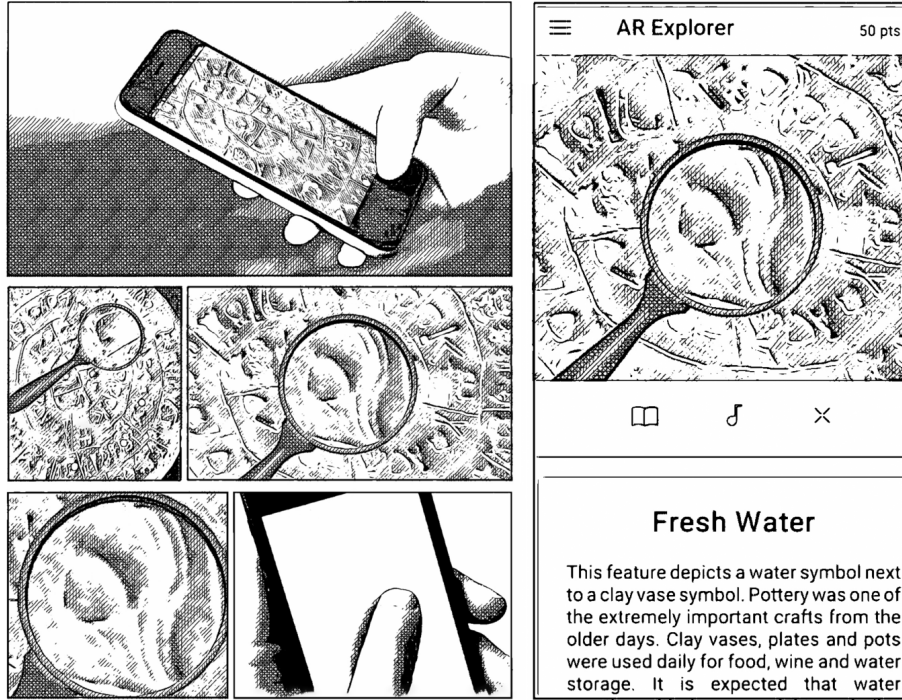 AR Explorer
50 pts
Fresh Water
This feature depicts a water symbol next
to a clay vase symbol. Pottery was one of
the extremely important crafts from the
older days. Clay vases, plates and pots
were used daily for food, wine and water
storage. It is expected that water